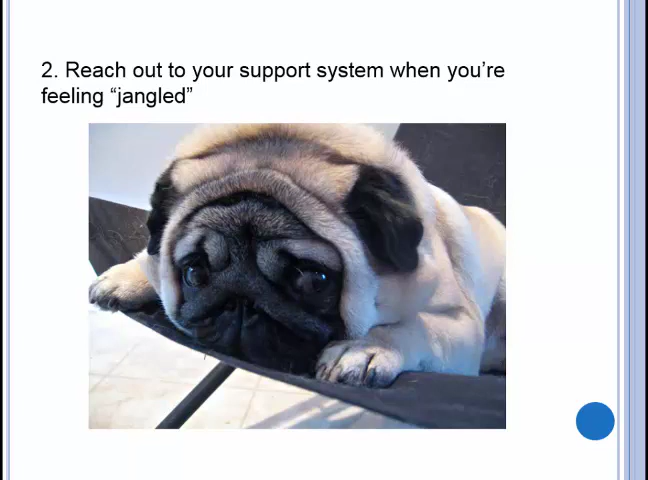 2. Reach out to your support system when you’re
feeling “jangled”